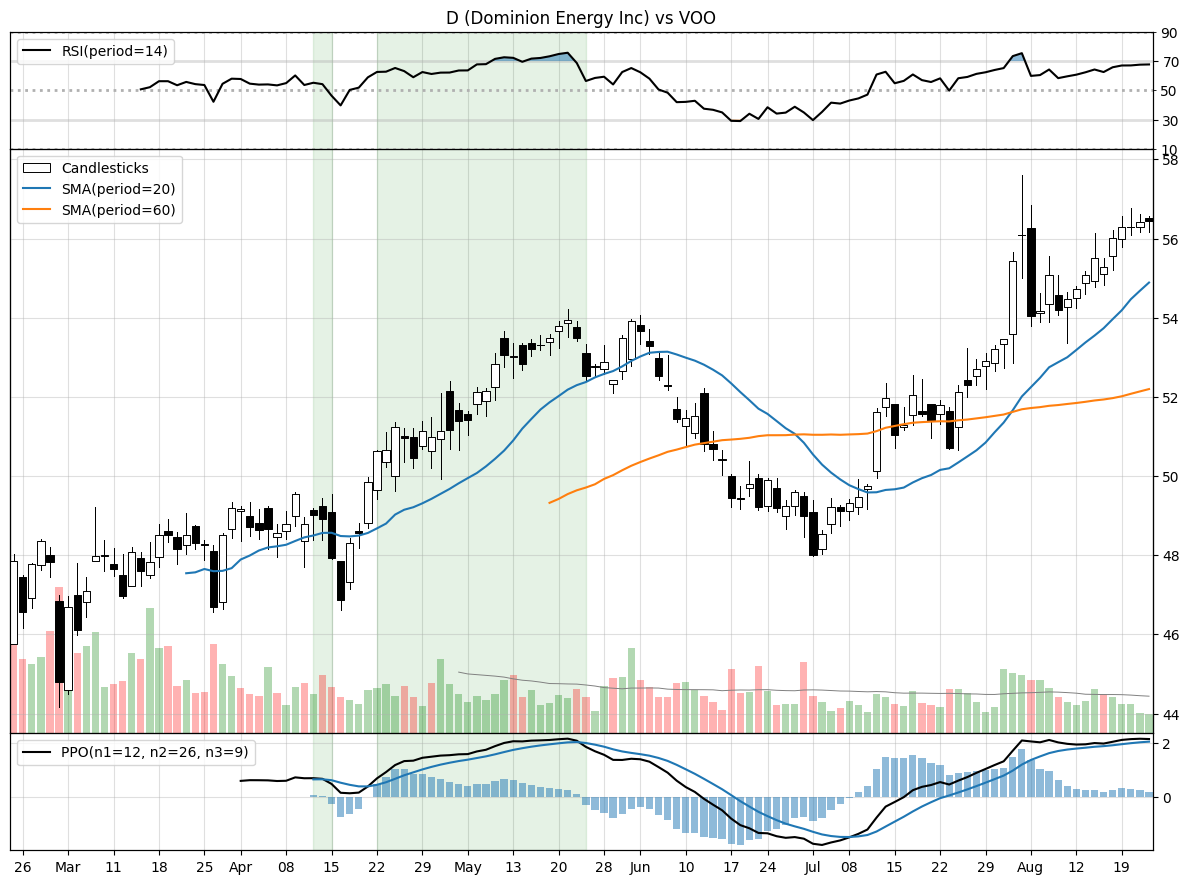 D (Dominion Energy Inc) vs VOO
RSI(period=14)
90
70
50
30
10
Candlesticks
SMA(period=20)
SMA(period=60)
58
56
54
52
50
48
46
44
PPO(n1=12, n2=26, n3=9)
2
0
26 Mar 11 18 25 Apr 08 15 22 29 May 13 20 28 Jun 10 17 24 Jul 08 15 22 29 Aug 12 19